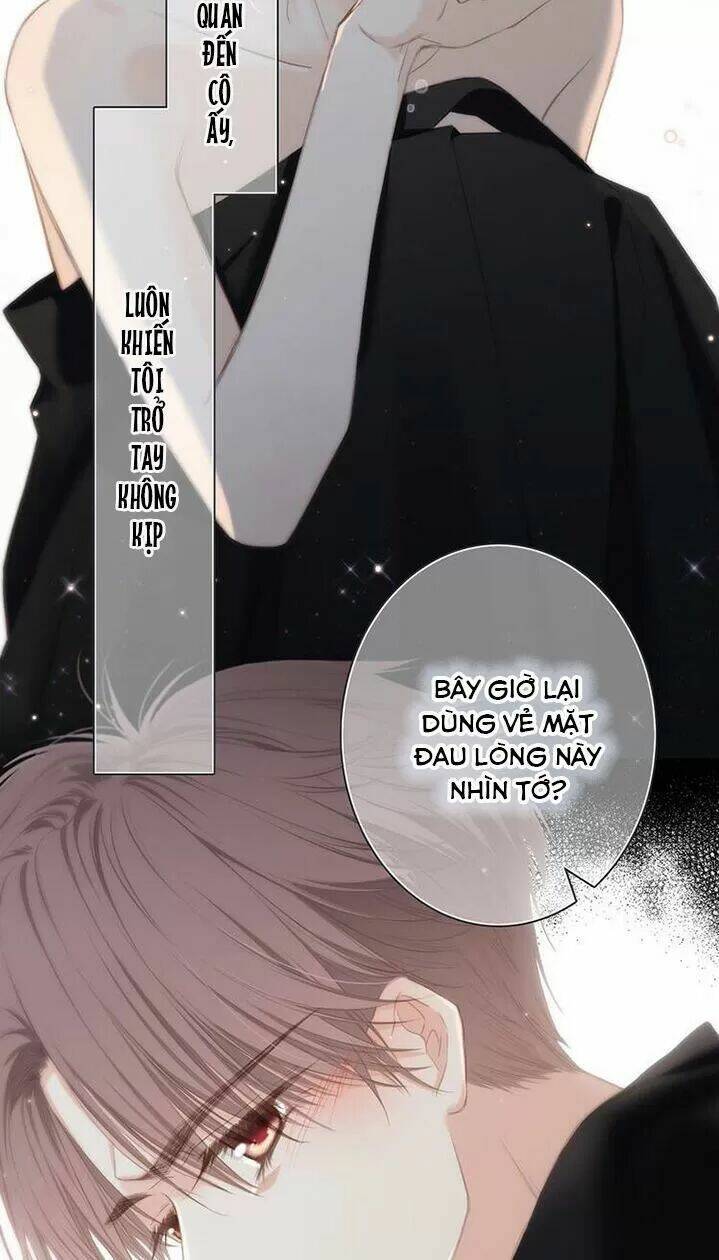 QUAN
ĐẾN
CÔ
ẤY,
LUÔN
KHIẾN
TÔI
TRỞ
TAY
KHÔNG
KỊP
BÂY GIỜ LẠI
DÙNG VẺ MẶT
ĐAU LÒNG NÀY
NHÌN TỚ?